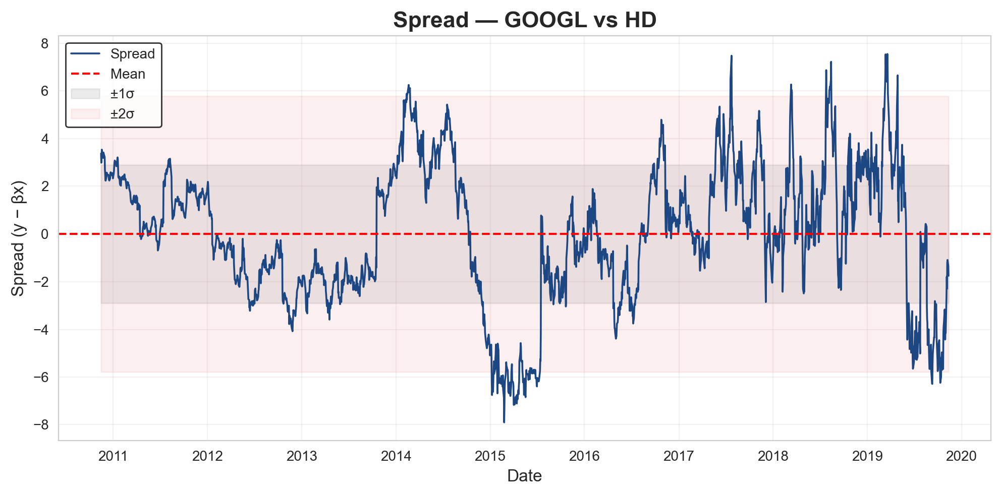 Spread — GOOGL vs HD
Spread
Mean
±1σ
±2σ
8
6
4
2
0
−2
−4
−6
−8
Spread (y − βx)
2011
2012
2013
2014
2015
2016
2017
2018
2019
2020
Date